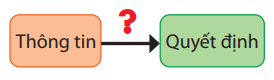 ?
Thông tin
Quyết định